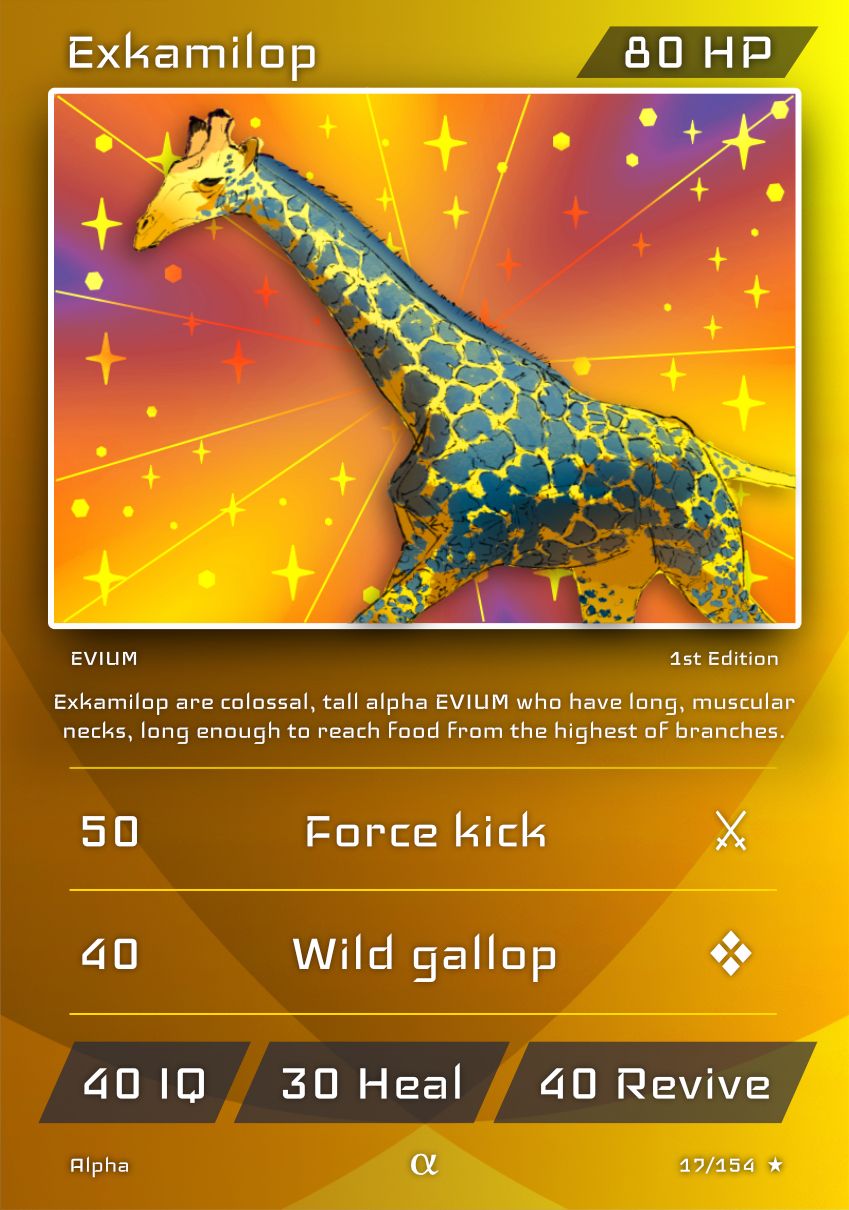 Exkamilop
80 HP
EVIUM
1st Edition
Exkamilop are colossal, tall alpha EVIUM who have long, muscular
necks, long enough to reach food from the highest of branches.
50 Force kick
40 Wild gallop
40 IQ
30 Heal
40 Revive
Alpha
α
17/154 ★